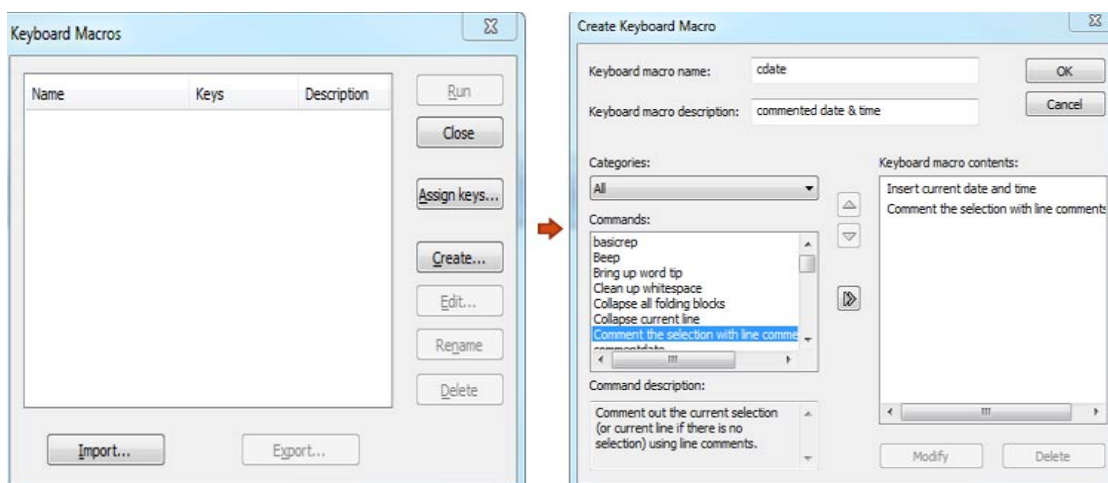 Keyboard Macros
Name Keys Description
Run
Close
Assign keys...
Create...
Edit...
Rename
Delete
Import... Export...
Create Keyboard Macro
Keyboard macro name: cdate
OK
Keyboard macro description: commented date & time
Cancel
Categories:
All
Commands:
basicrep
Beep
Bring up word tip
Clean up whitespace
Collapse all folding blocks
Collapse current line
Comment the selection with line comme
commentdate
Command description:
Comment out the current selection
(or current line if there is no
selection) using line comments.
Keyboard macro contents:
Insert current date and time
Comment the selection with line comments
Modify Delete